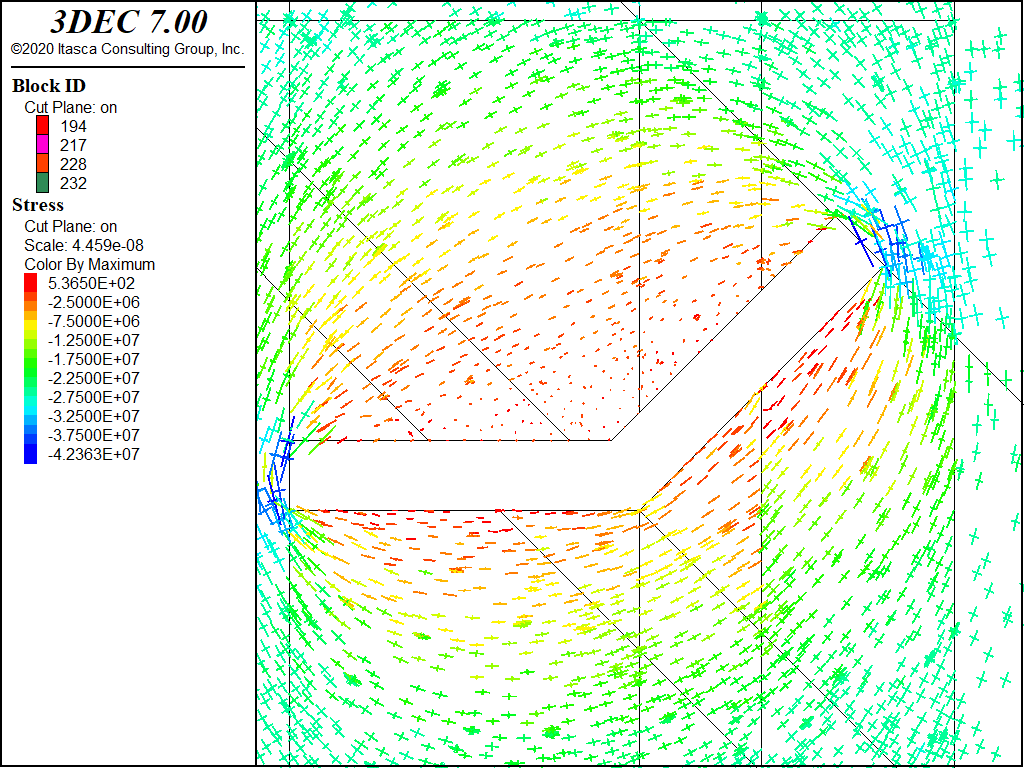 3DEC 7.00
©2020 Itasca Consulting Group, Inc.
Block ID
Cut Plane: on
194
217
228
232
Stress
Cut Plane: on
Scale: 4.459e-08
Color By Maximum
5.3650E+02
-2.5000E+06
-7.5000E+06
-1.2500E+07
-1.7500E+07
-2.2500E+07
-2.7500E+07
-3.2500E+07
-3.7500E+07
-4.2363E+07